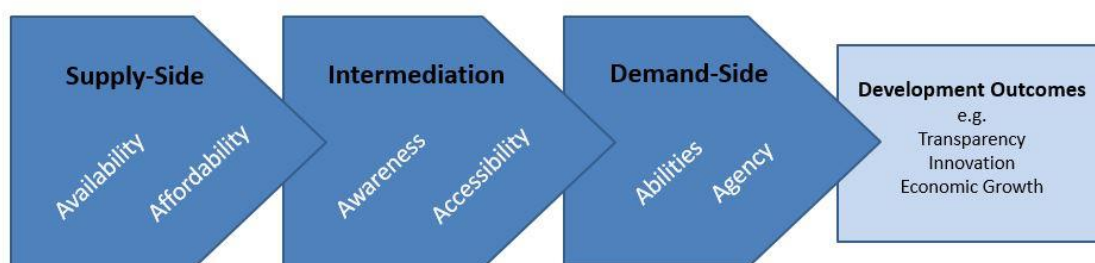 Supply-Side
Availability
Affordability
Intermediation
Awareness
Accessibility
Demand-Side
Abilities
Agency
Development Outcomes
e.g.
Transparency
Innovation
Economic Growth